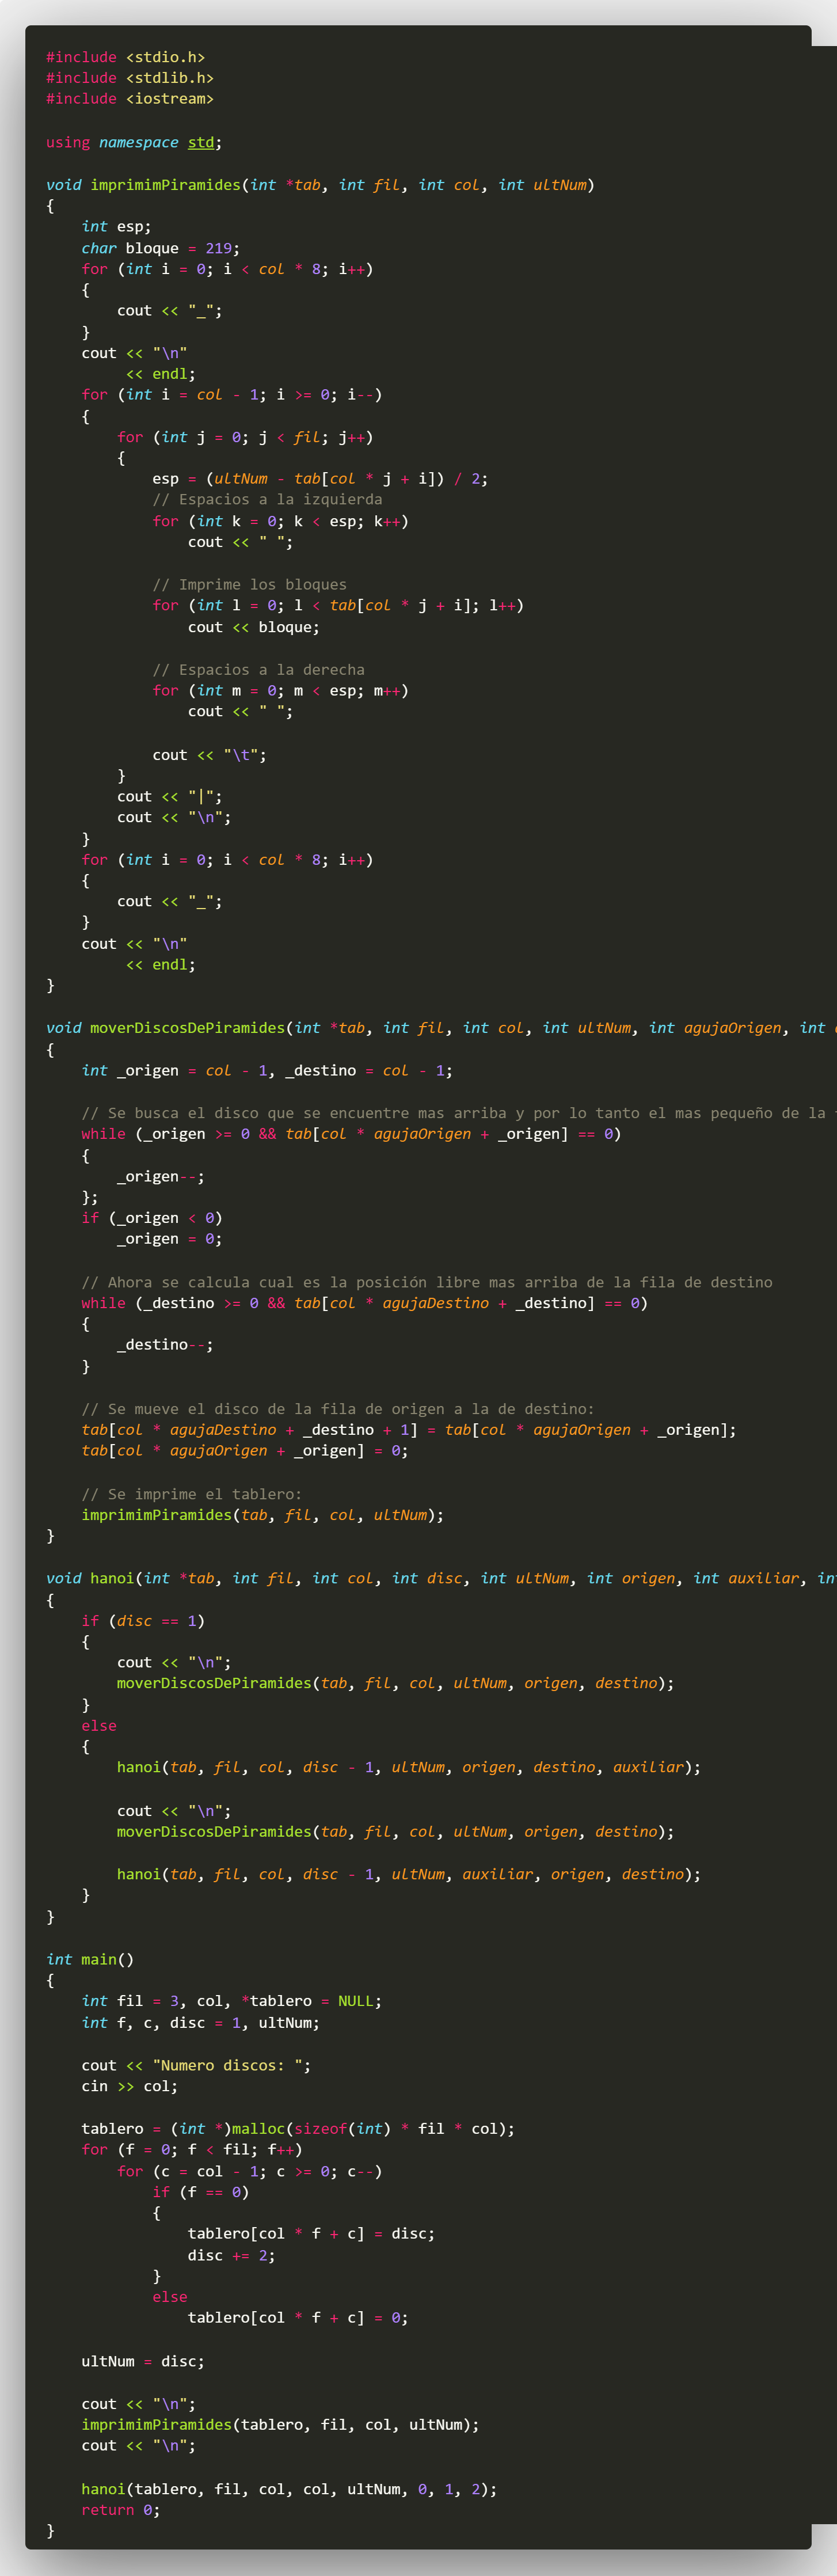 #include <stdio.h>
#include <stdlib.h>
#include <iostream>

using namespace std;

void imprimimPiramides(int *tab, int fil, int col, int ultNum)
{
    int esp;
    char bloque = 219;
    for (int i = 0; i < col * 8; i++)
    {
        cout << "_";
    }
    cout << "\n"
         << endl;
    for (int i = col - 1; i >= 0; i--)
    {
        for (int j = 0; j < fil; j++)
        {
            esp = (ultNum - tab[col * j + i]) / 2;
            // Espacios a la izquierda
            for (int k = 0; k < esp; k++)
                cout << " ";

            // Imprime los bloques
            for (int l = 0; l < tab[col * j + i]; l++)
                cout << bloque;

            // Espacios a la derecha
            for (int m = 0; m < esp; m++)
                cout << " ";

            cout << "\t";
        }
        cout << "|";
        cout << "\n";
    }
    for (int i = 0; i < col * 8; i++)
    {
        cout << "_";
    }
    cout << "\n"
         << endl;
}

void moverDiscosDePiramides(int *tab, int fil, int col, int ultNum, int agujaOrigen, int
{
    int _origen = col - 1, _destino = col - 1;

    // Se busca el disco que se encuentre mas arriba y por lo tanto el mas pequeño de la
    while (_origen >= 0 && tab[col * agujaOrigen + _origen] == 0)
    {
        _origen--;
    };
    if (_origen < 0)
        _origen = 0;

    // Ahora se calcula cual es la posición libre mas arriba de la fila de destino
    while (_destino >= 0 && tab[col * agujaDestino + _destino] == 0)
    {
        _destino--;
    }

    // Se mueve el disco de la fila de origen a la de destino:
    tab[col * agujaDestino + _destino + 1] = tab[col * agujaOrigen + _origen];
    tab[col * agujaOrigen + _origen] = 0;

    // Se imprime el tablero:
    imprimimPiramides(tab, fil, col, ultNum);
}

void hanoi(int *tab, int fil, int col, int disc, int ultNum, int origen, int auxiliar,
{
    if (disc == 1)
    {
        cout << "\n";
        moverDiscosDePiramides(tab, fil, col, ultNum, origen, destino);
    }
    else
    {
        hanoi(tab, fil, col, disc - 1, ultNum, origen, destino, auxiliar);

        cout << "\n";
        moverDiscosDePiramides(tab, fil, col, ultNum, origen, destino);

        hanoi(tab, fil, col, disc - 1, ultNum, auxiliar, origen, destino);
    }
}

int main()
{
    int fil = 3, col, *tablero = NULL;
    int f, c, disc = 1, ultNum;

    cout << "Numero discos: ";
    cin >> col;

    tablero = (int *)malloc(sizeof(int) * fil * col);
    for (f = 0; f < fil; f++)
        for (c = col - 1; c >= 0; c--)
            if (f == 0)
            {
                tablero[col * f + c] = disc;
                disc += 2;
            }
            else
                tablero[col * f + c] = 0;

    ultNum = disc;

    cout << "\n";
    imprimimPiramides(tablero, fil, col, ultNum);
    cout << "\n";

    hanoi(tablero, fil, col, col, ultNum, 0, 1, 2);
    return 0;
}